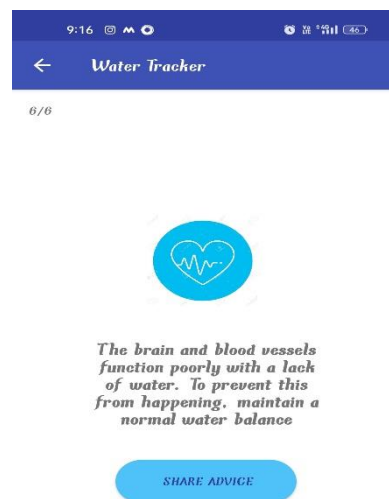 9:16
46
Water Tracker
6/6
The brain and blood vessels
function poorly with a lack
of water. To prevent this
from happening, maintain a
normal water balance
SHARE ADVICE